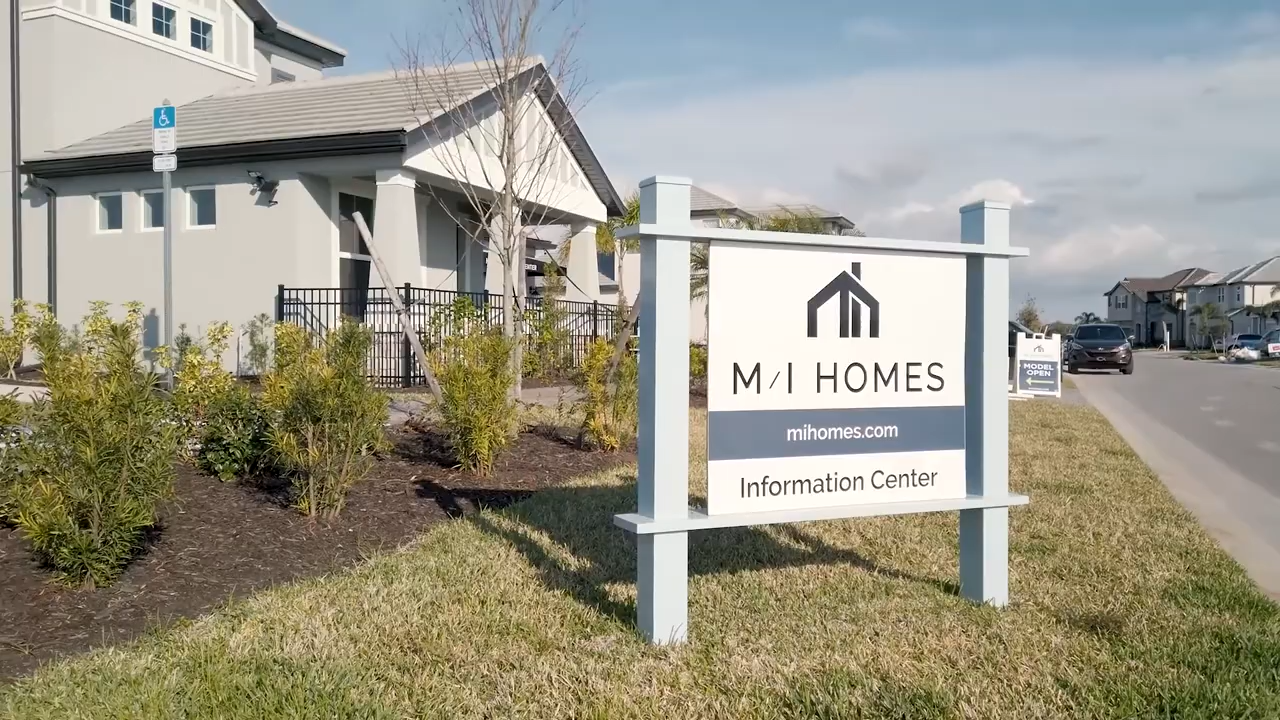 M/I HOMES
mihomes.com
Information Center
MODEL
OPEN